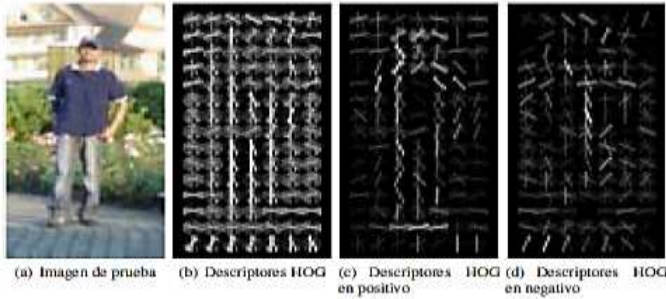 (a) Imagen de prueba
(b) Descriptores HOG
(c) Descriptores HOG
en positivo
(d) Descriptores HOG
en negativo